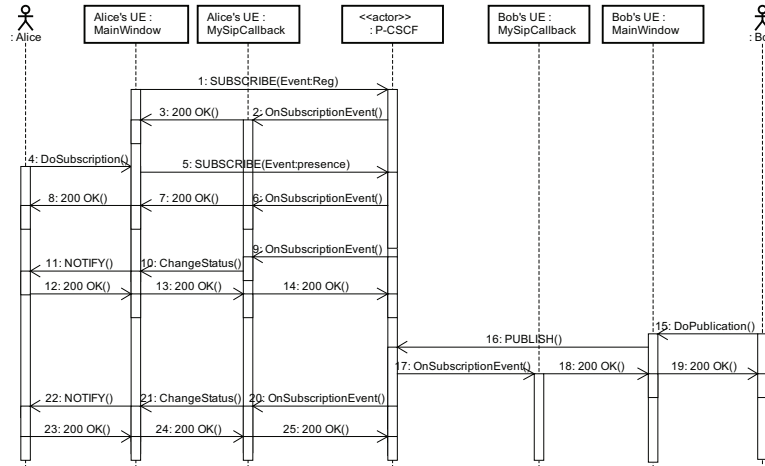 : Alice
Alice's UE :
MainWindow
Alice's UE :
MySipCallback
<<actor>>
: P-CSCF
Bob's UE :
MySipCallback
Bob's UE :
MainWindow
1: SUBSCRIBE(Event:Reg)
2: OnSubscriptionEvent()
3: 200 OK()
4: DoSubscription()
5: SUBSCRIBE(Event:presence)
6: OnSubscriptionEvent()
7: 200 OK()
8: 200 OK()
9: OnSubscriptionEvent()
10: ChangeStatus()
11: NOTIFY()
12: 200 OK()
13: 200 OK()
14: 200 OK()
15: DoPublication()
16: PUBLISH()
17: OnSubscriptionEvent()
18: 200 OK()
19: 200 OK()
20: OnSubscriptionEvent()
21: ChangeStatus()
22: NOTIFY()
23: 200 OK()
24: 200 OK()
25: 200 OK()